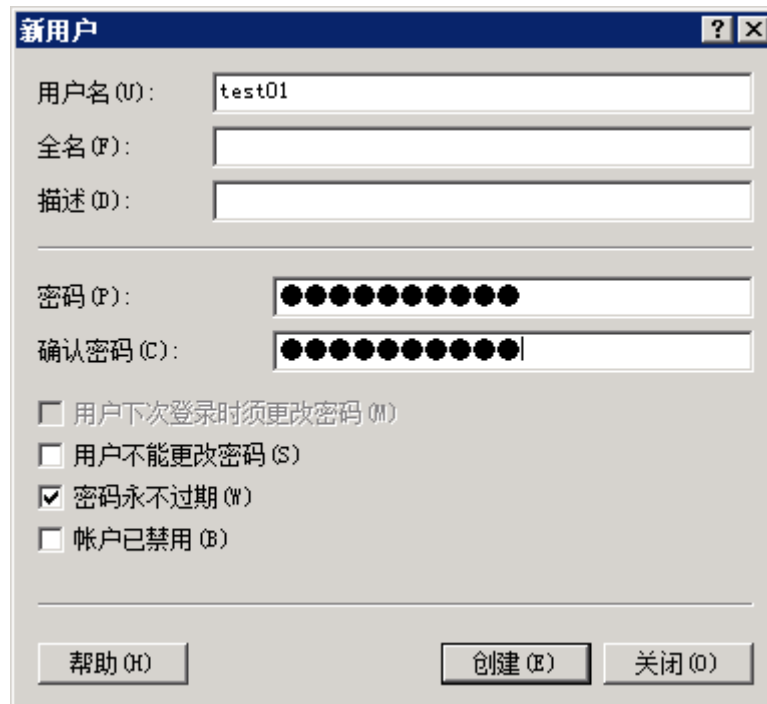 新用户
用户名(U): test01
全名(F):
描述(D):
密码(P): ●●●●●●●●●●
确认密码(C): ●●●●●●●●●●
用户下次登录时须更改密码(M)
用户不能更改密码(S)
密码永不过期(W)
帐户已禁用(B)
帮助(H) 创建(E) 关闭(O)